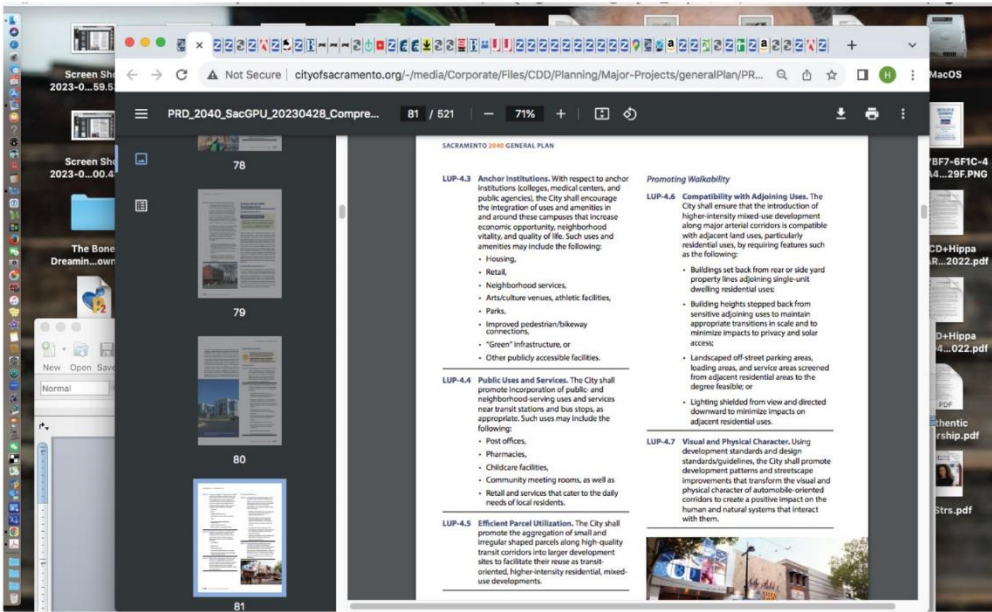 Not Secure | cityofsacramento.org/-/media/Corporate/Files/CDD/Planning/Major-Projects/generalPlan/PR...
PRD_2040_SacGPU_20230428_Compre...
81 / 521
71%
Screen Sho
2023-0...59.5
Screen Sho
2023-0...00.4
The Bone
Dreamin...own
New Open Save
Normal
78
79
80
81
SACRAMENTO 2040 GENERAL PLAN
LUP-4.3 Anchor Institutions. With respect to anchor
institutions (colleges, medical centers, and
public agencies), the City shall encourage
the integration of uses and amenities in
and around these campuses that increase
economic opportunity, neighborhood
vitality, and quality of life. Such uses and
amenities may include the following:
• Housing,
• Retail,
• Neighborhood services,
• Arts/culture venues, athletic facilities,
• Parks,
• Improved pedestrian/bikeway
connections,
• "Green" infrastructure, or
• Other publicly accessible facilities.
LUP-4.4 Public Uses and Services. The City shall
promote incorporation of public- and
neighborhood-serving uses and services
near transit stations and bus stops, as
appropriate. Such uses may include the
following:
• Post offices,
• Pharmacies,
• Childcare facilities,
• Community meeting rooms, as well as
• Retail and services that cater to the daily
needs of local residents.
LUP-4.5 Efficient Parcel Utilization. The City shall
promote the aggregation of small and
irregular shaped parcels along high-quality
transit corridors into larger development
sites to facilitate their reuse as transit-
oriented, higher-intensity residential, mixed-
use developments.
Promoting Walkability
LUP-4.6 Compatibility with Adjoining Uses. The
City shall ensure that the introduction of
higher-intensity mixed-use development
along major arterial corridors is compatible
with adjacent land uses, particularly
residential uses, by requiring features such
as the following:
• Buildings set back from rear or side yard
property lines adjoining single-unit
dwelling residential uses;
• Building heights stepped back from
sensitive adjoining uses to maintain
appropriate transitions in scale and to
minimize impacts to privacy and solar
access;
• Landscaped off-street parking areas,
loading areas, and service areas screened
from adjacent residential areas to the
degree feasible; or
• Lighting shielded from view and directed
downward to minimize impacts on
adjacent residential uses.
LUP-4.7 Visual and Physical Character. Using
development standards and design
standards/guidelines, the City shall promote
development patterns and streetscape
improvements that transform the visual and
physical character of automobile-oriented
corridors to create a positive impact on the
human and natural systems that interact
with them.
MacOS
7BF7-6F1C-4
A4...29F.PNG
CD+Hippa
R...2022.pdf
D+Hippa
4...022.pdf
PDF
thentic
rship.pdf
Strs.pdf